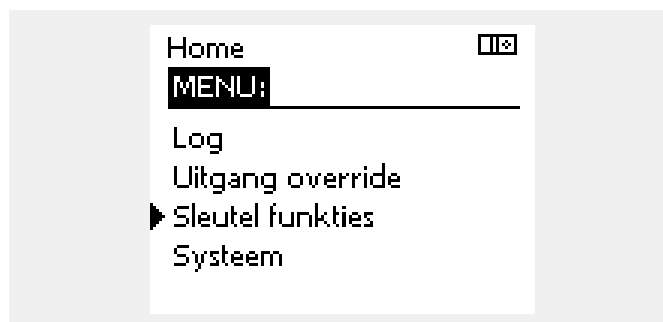 Home
MENU:
Log
Uitgang override
Sleutel funkties
Systeem